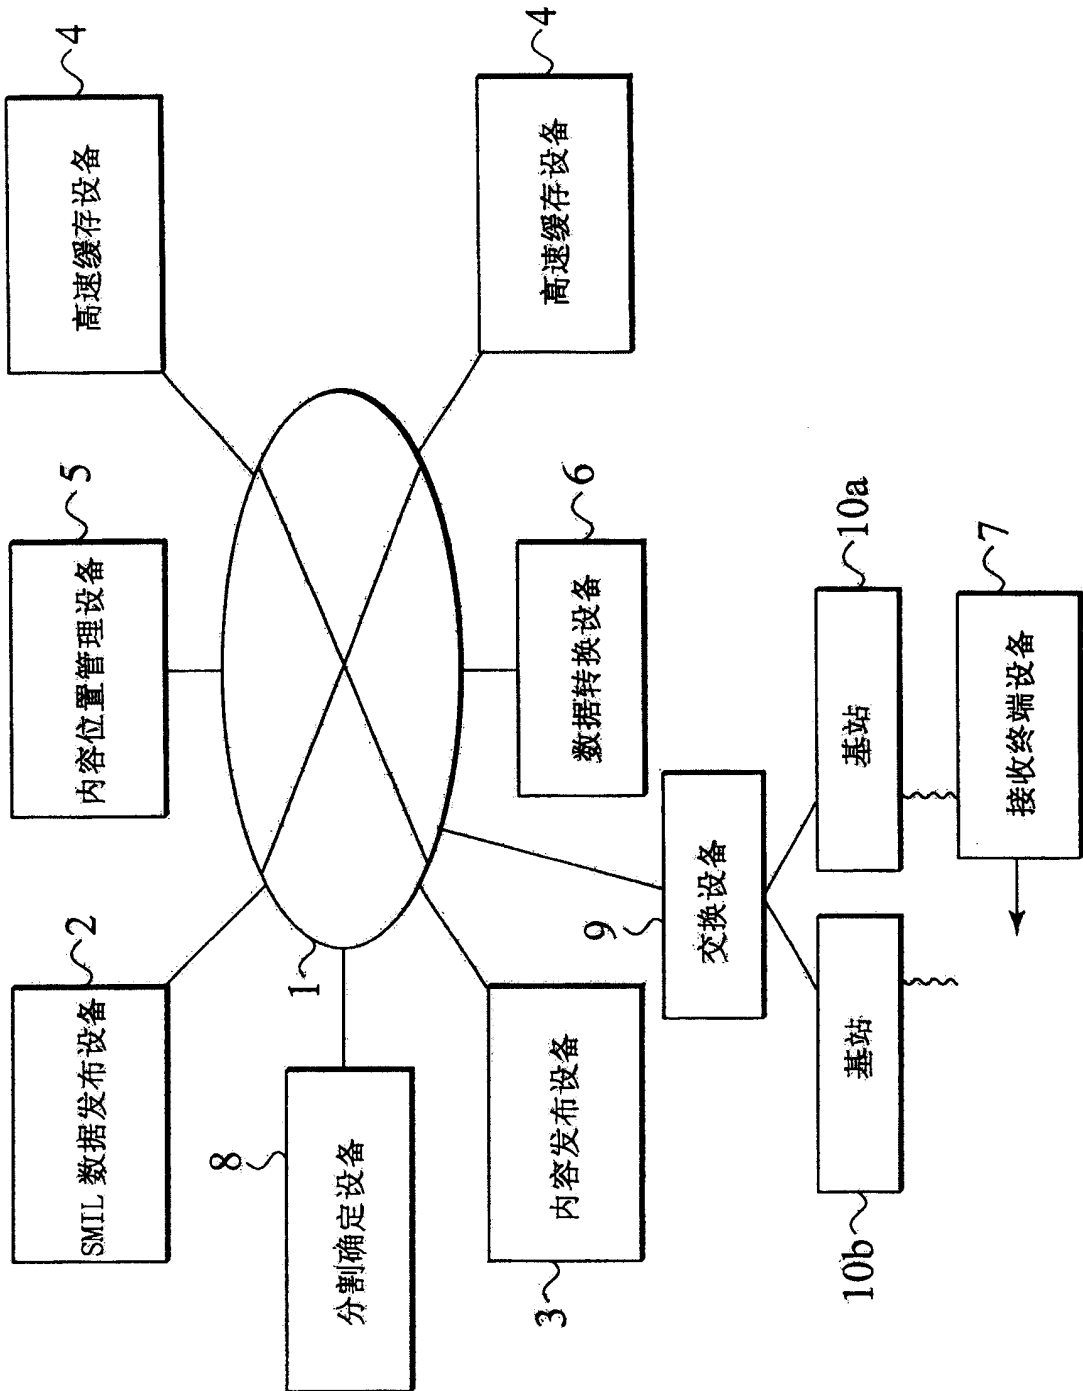 SMIL 数据发布设备
2
内容位置管理设备
5
高速缓存设备
4
分割确定设备
8
1
内容发布设备
3
数据转换设备
6
高速缓存设备
4
交换设备
9
基站
10b
基站
10a
接收终端设备
7